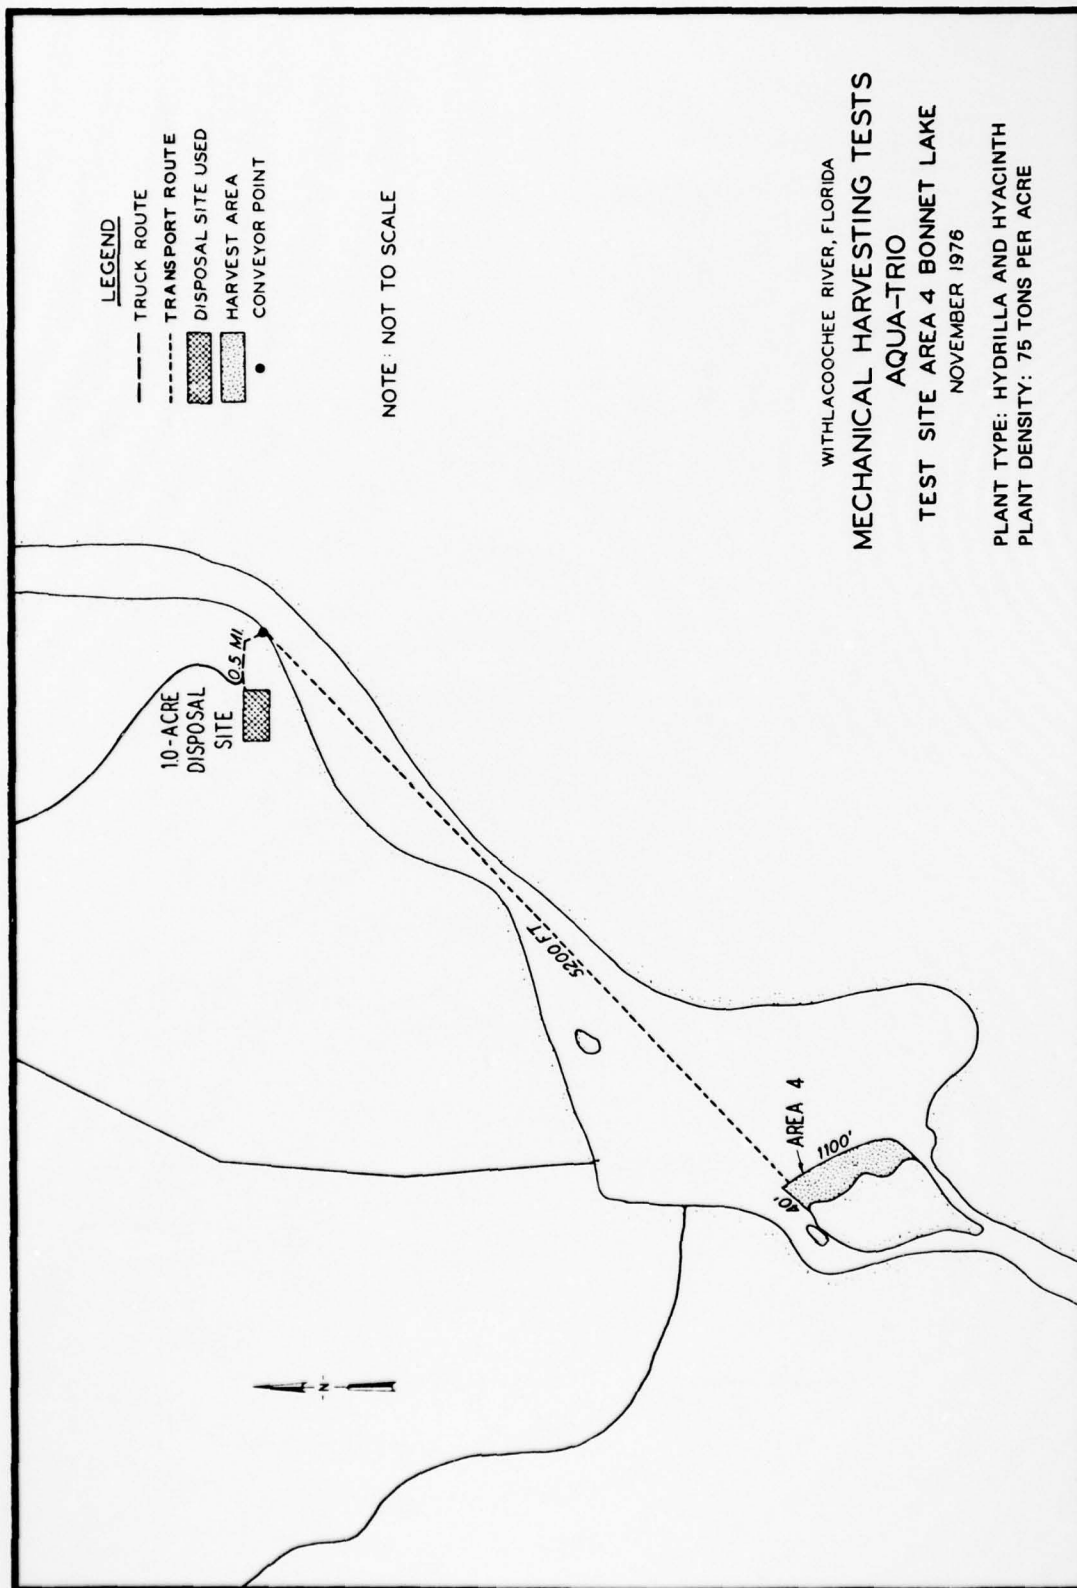 LEGEND
TRUCK ROUTE
TRANSPORT ROUTE
DISPOSAL SITE USED
HARVEST AREA
CONVEYOR POINT
NOTE: NOT TO SCALE
1.0-ACRE
DISPOSAL
SITE
0.5 MI.
5200 FT
AREA 4
1100'
40'
N
WITHLACOOCHEE RIVER, FLORIDA
MECHANICAL HARVESTING TESTS
AQUA-TRIO
TEST SITE AREA 4 BONNET LAKE
NOVEMBER 1976
PLANT TYPE: HYDRILLA AND HYACINTH
PLANT DENSITY: 75 TONS PER ACRE